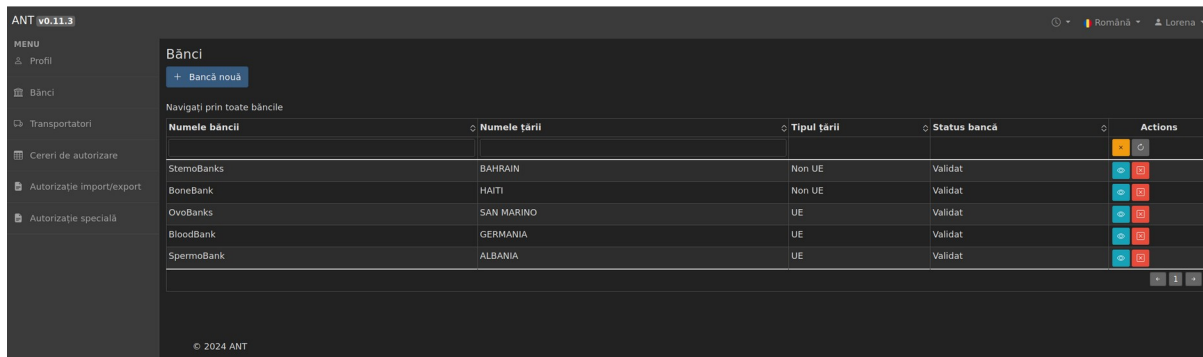 ANT v0.11.3
Română Lorena
MENU
Profil
Bănci
Transportatori
Cereri de autorizare
Autorizație import/export
Autorizație specială
Bănci
+ Bancă nouă
Navigați prin toate băncile
Numele băncii Numele țării Tipul țării Status bancă Actions
StemoBanks BAHRAIN Non UE Validat
BoneBank HAITI Non UE Validat
OvoBanks SAN MARINO UE Validat
BloodBank GERMANIA UE Validat
SpermoBank ALBANIA UE Validat
1
© 2024 ANT